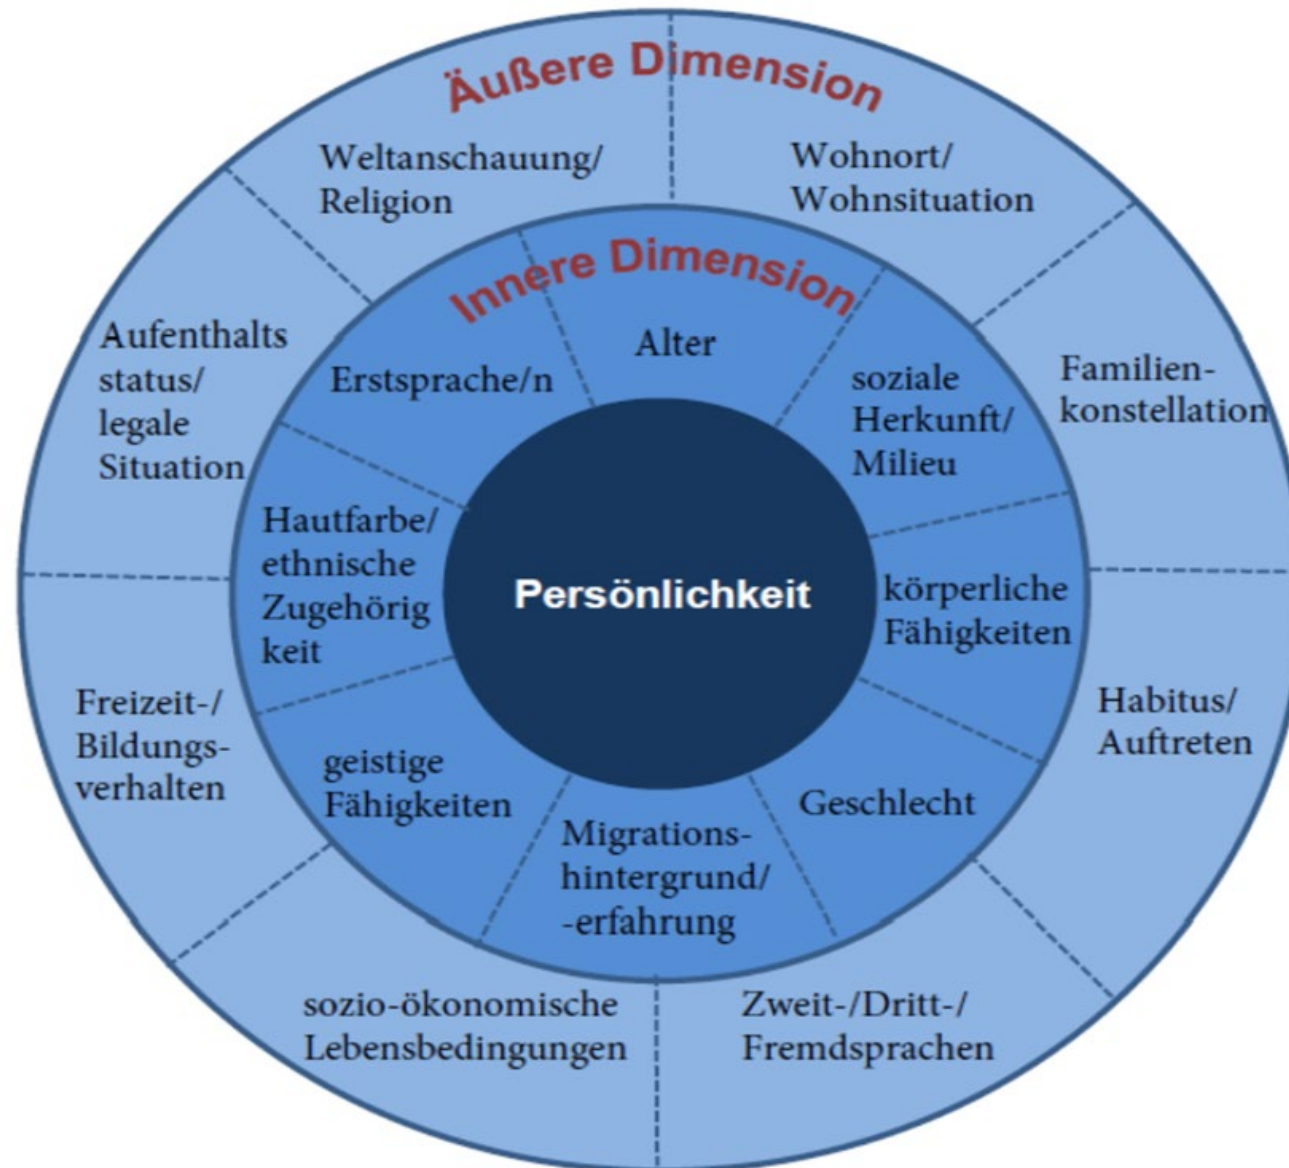 Äußere Dimension
Weltanschauung/
Religion
Wohnort/
Wohnsituation
Innere Dimension
Aufenthalts
status/
legale
Situation
Erstsprache/n
Alter
soziale
Herkunft/
Milieu
Familien-
konstellation
Hautfarbe/
ethnische
Zugehörig
keit
Persönlichkeit
körperliche
Fähigkeiten
Freizeit-/
Bildungs-
verhalten
geistige
Fähigkeiten
Migrations-
hintergrund/
-erfahrung
Geschlecht
Habitus/
Auftreten
sozio-ökonomische
Lebensbedingungen
Zweit-/Dritt-/
Fremdsprachen